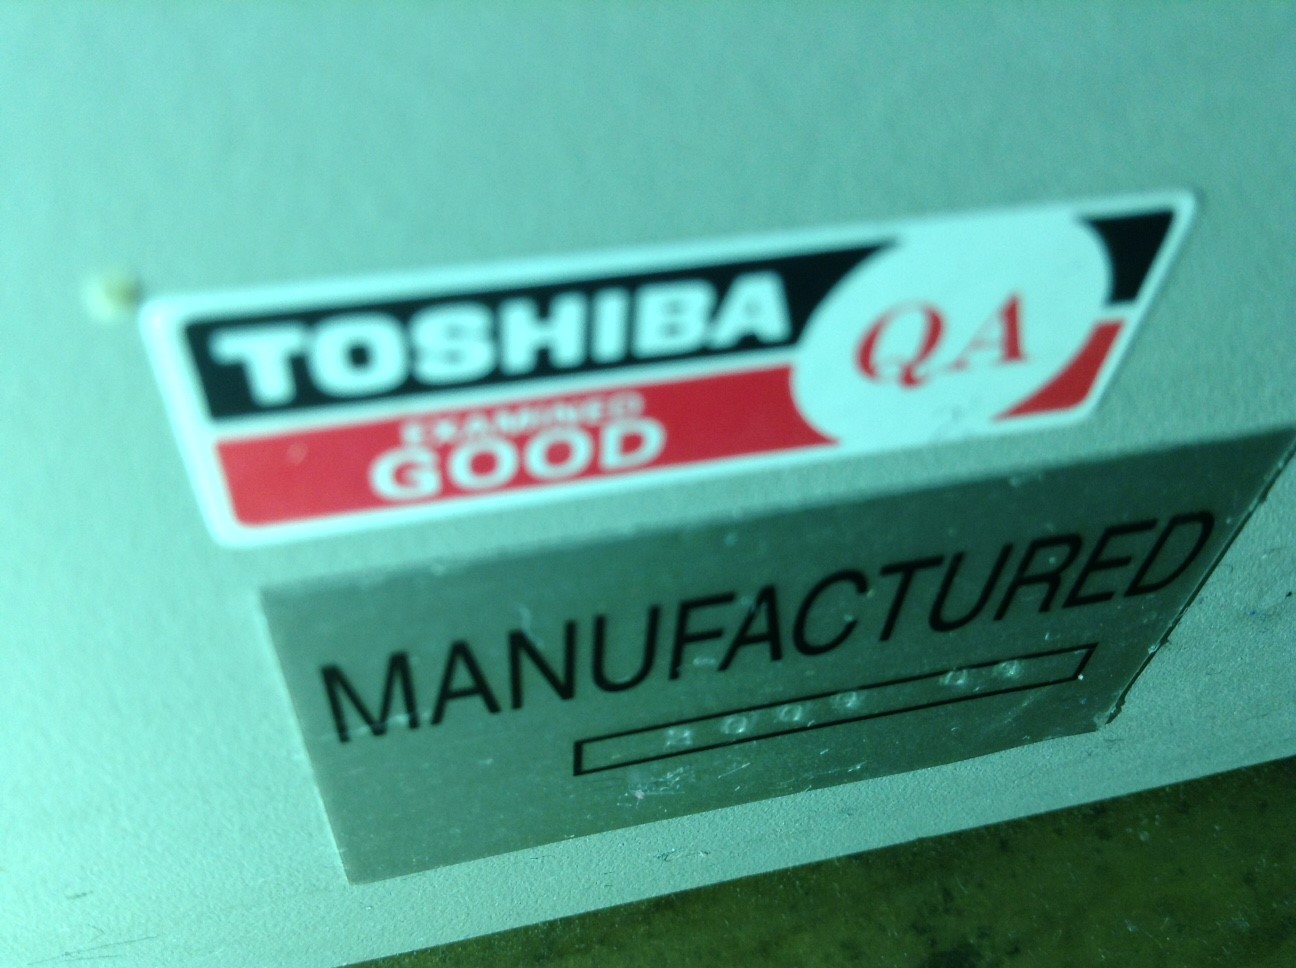 TOSHIBA
EXAMINED
GOOD
QA
MANUFACTURED